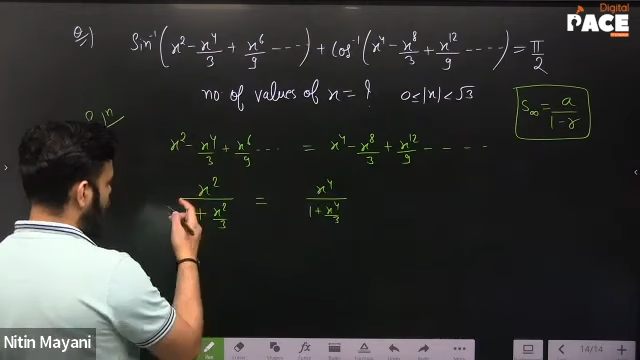 Digital
PACE
Q) Sin⁻¹(x² - x⁴/3 + x⁶/9 ....) + Cos⁻¹(x⁴ - x⁸/3 + x¹²/9 ....) = π/2
no. of values of x = ? 0 ≤ |x| < √3
S∞ = a/(1-r)
x² - x⁴/3 + x⁶/9 ... = x⁴ - x⁸/3 + x¹²/9 - - - - -
x²/( + x²/3) = x⁴/(1 + x⁴/3)
Nitin Mayani
14/14